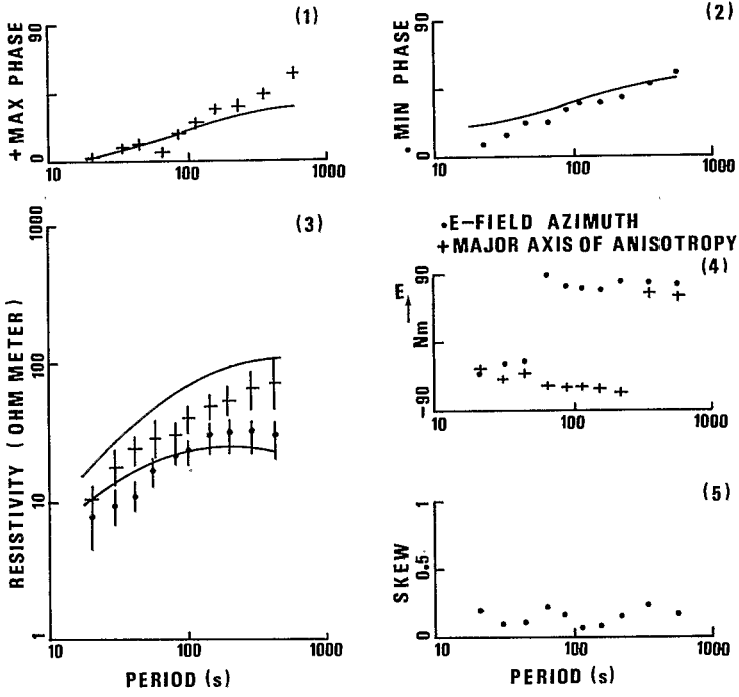 (1)
90
+MAX PHASE
0
10 100 1000
(2)
90
•MIN PHASE
0
10 100 1000
(3)
1000
100
10
1
RESISTIVITY (OHM METER)
10 100 1000
PERIOD (s)
•E-FIELD AZIMUTH
+MAJOR AXIS OF ANISOTROPY
(4)
90
Nm → E
-90
10 100 1000
(5)
1
0.5
0
SKEW
10 100 1000
PERIOD (s)